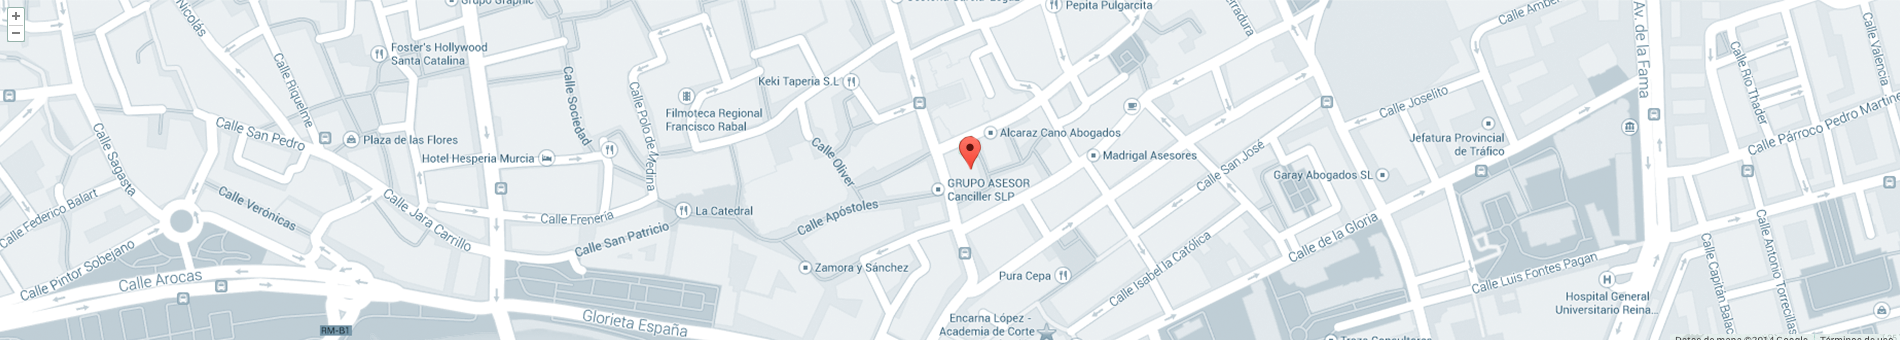 +
−
Nicolás
Grupo Graphic
Pepita Pulgarcita
Av. de la Fama
Calle
Valencia
Foster's Hollywood
Santa Catalina
Calle Riquelme
Calle Sociedad
Calle Polo de Medina
Keki Taperia S.L
Filmoteca Regional
Francisco Rabal
Calle Oliver
Alcaraz Cano Abogados
Madrigal Asesores
Calle San José
Calle Joselito
Jefatura Provincial
de Tráfico
Calle Río Thader
Calle Párroco Pedro Martíne
Calle San Pedro
Plaza de las Flores
Hotel Hesperia Murcia
Calle Sagasta
GRUPO ASESOR
Canciller SLP
Garay Abogados SL
Calle Federico Balart
Calle Verónicas
Calle Jara Carrillo
Calle Frenería
La Catedral
Calle Apóstoles
Calle San Patricio
Calle Pintor Sobejano
Calle Arocas
Zamora y Sánchez
Pura Cepa
Calle Isabel la Católica
Calle de la Gloria
Calle Luis Fontes Pagan
Calle Capitán Balac
Calle Antonio Torrecillas
Hospital General
Universitario Reina...
Glorieta España
RM-B1
Encarna López -
Academia de Corte